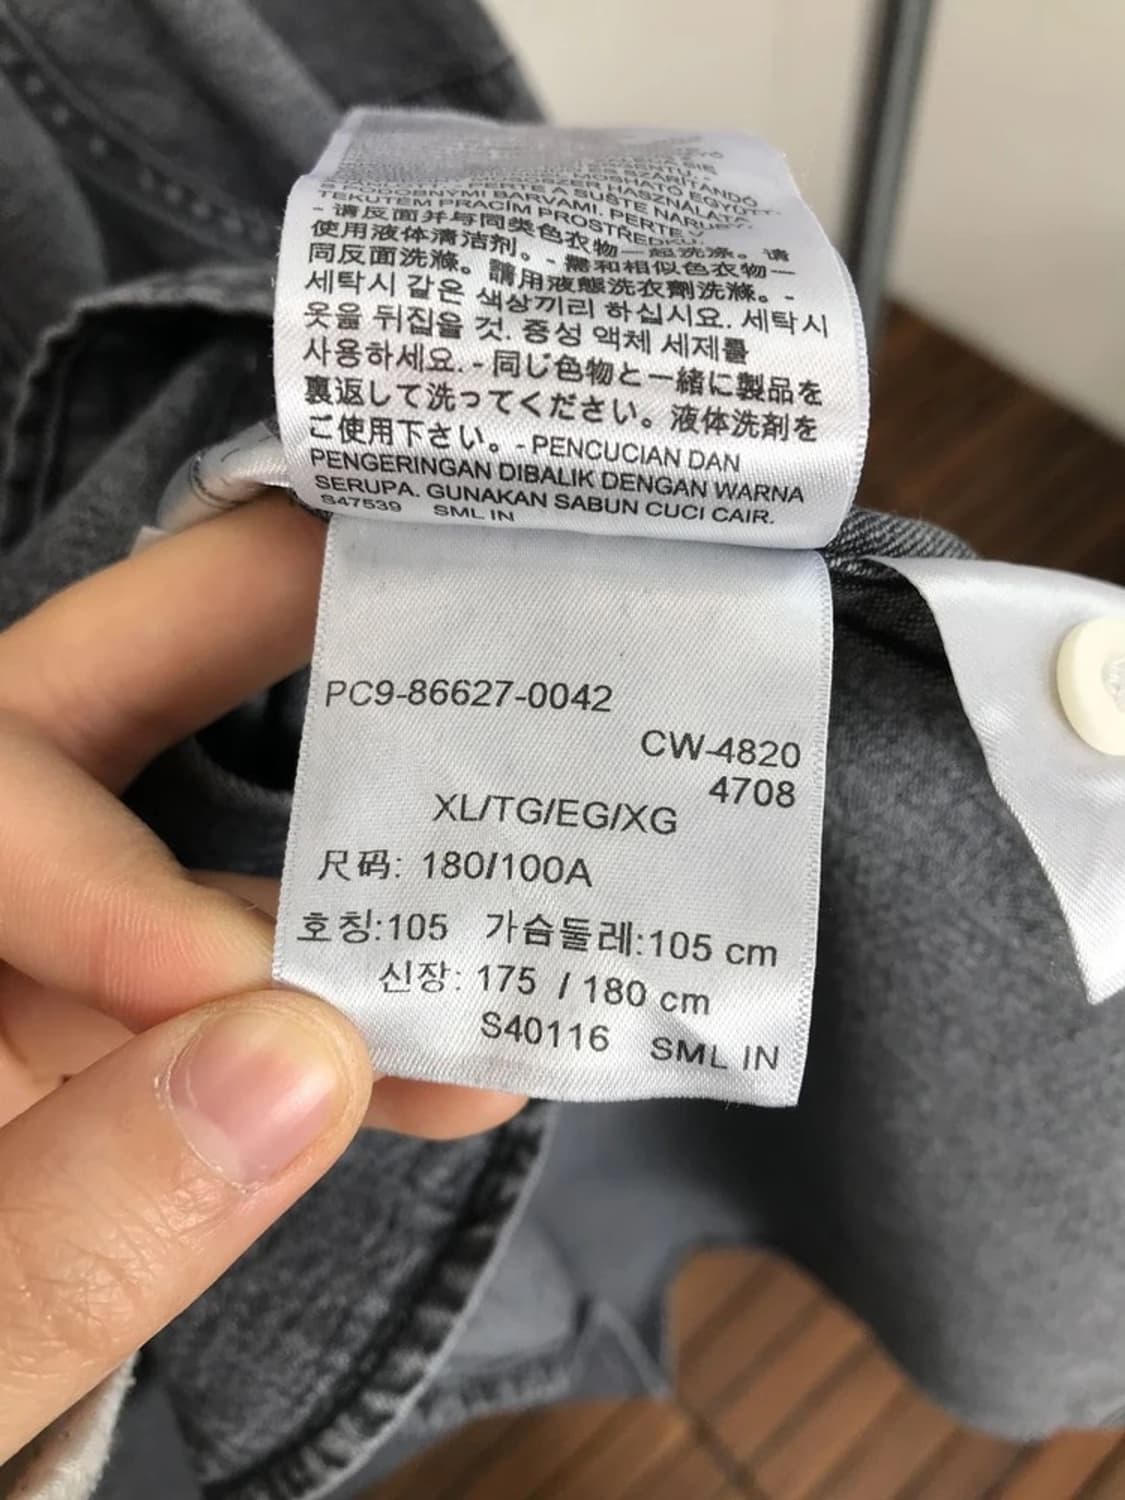 S PODOBNÝMI BARVAMI. PERTE V
TEKUTÉM PRACÍM PROSTŘEDKU.
- 请反面并与同类色衣物一起洗涤。请
使用液体清洁剂。- 需和相似色衣物一
同反面洗滌。請用液態洗衣劑洗滌。-
세탁시 같은 색상끼리 하십시요. 세탁시
옷을 뒤집을 것. 중성 액체 세제를
사용하세요. - 同じ色物と一緒に製品を
裏返して洗ってください。液体洗剤を
ご使用下さい。- PENCUCIAN DAN
PENGERINGAN DIBALIK DENGAN WARNA
SERUPA. GUNAKAN SABUN CUCI CAIR.
S47539 SML IN
PC9-86627-0042
CW-4820
4708
XL/TG/EG/XG
尺码: 180/100A
호칭:105 가슴둘레:105 cm
신장: 175 / 180 cm
S40116 SML IN